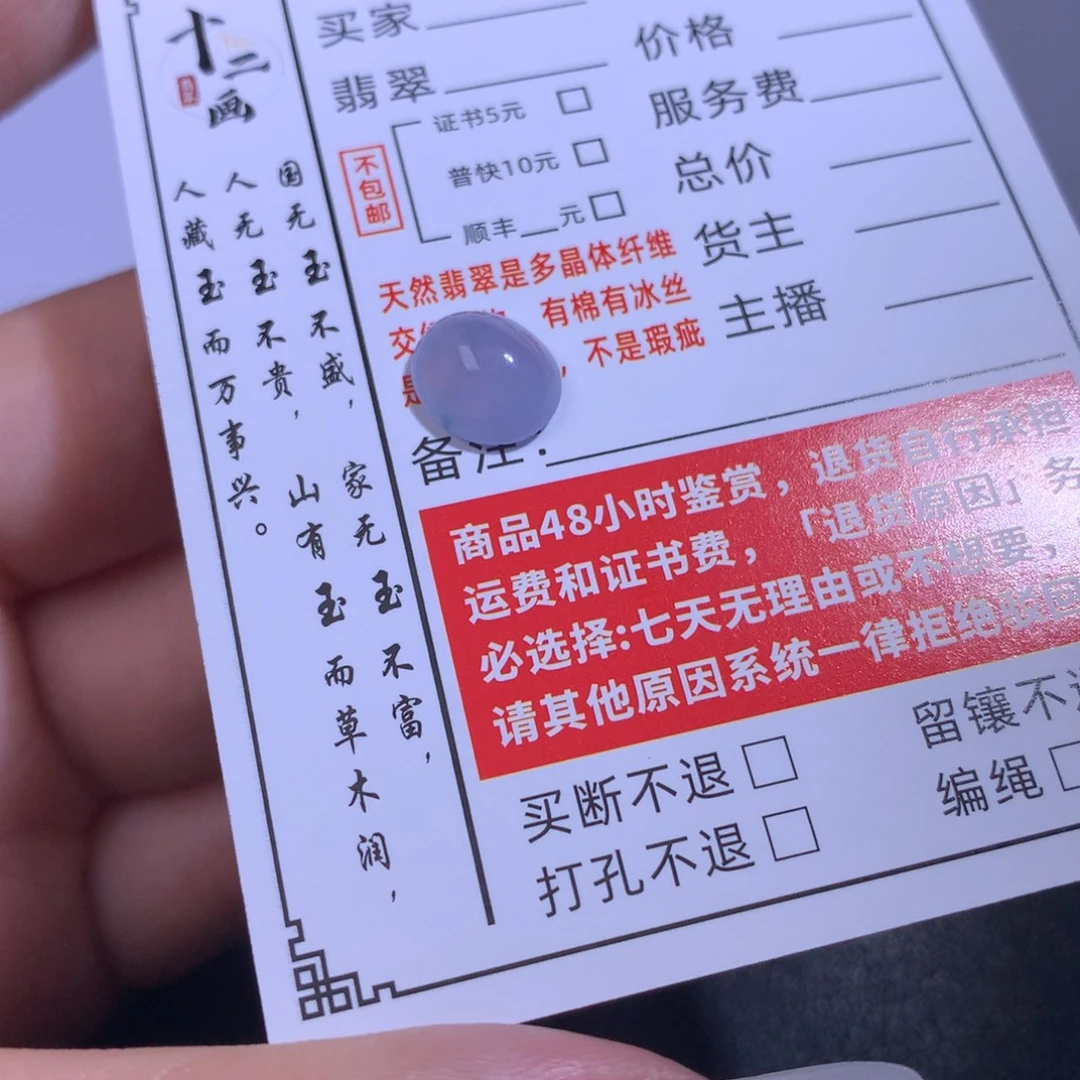 十二画
国无玉不盛，家无玉不富，
人无玉不贵，山有玉而草木润，
人藏玉而万事兴。
买家
价格
翡翠
服务费
不包邮
证书5元
普快10元
顺丰__元
总价
货主
主播
天然翡翠是多晶体纤维
交 有棉有冰丝
是 ，不是瑕疵
备注：
商品48小时鉴赏，退货自行承担
运费和证书费，「退货原因」务
必选择:七天无理由或不想要，
请其他原因系统一律拒绝驳回
买断不退
留镶不退
打孔不退
编绳